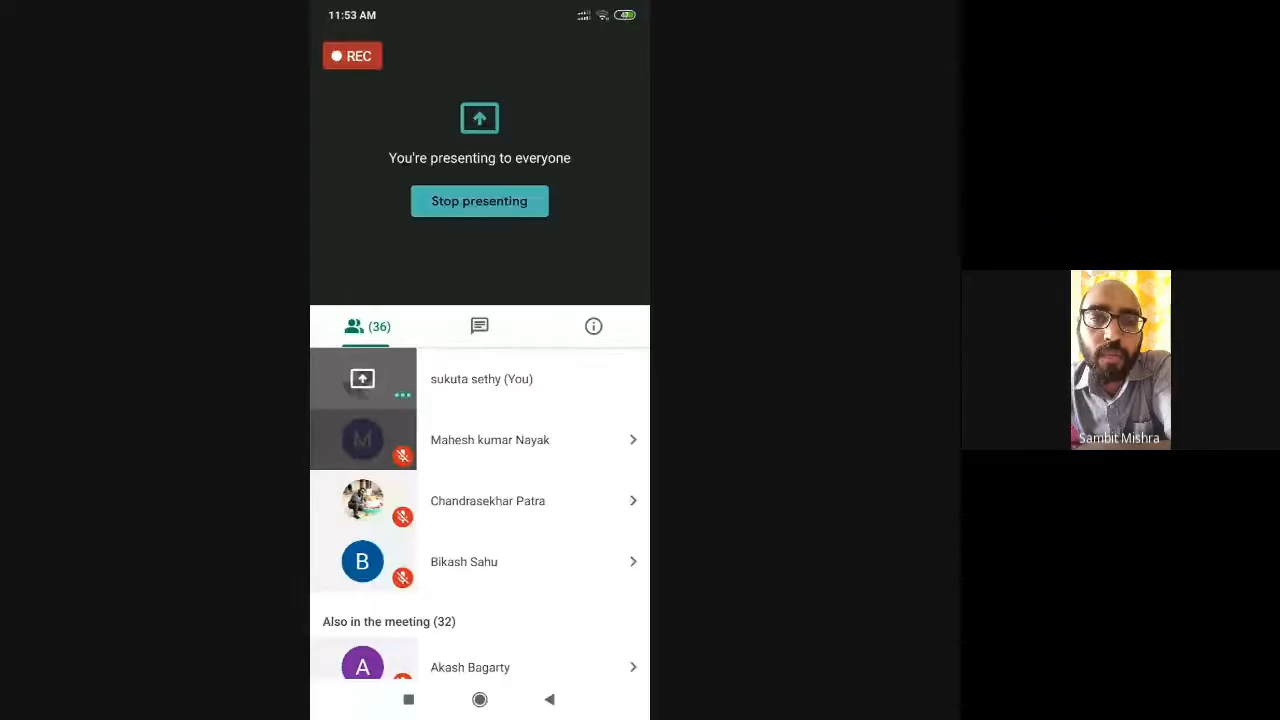 11:53 AM
47
REC
You're presenting to everyone
Stop presenting
(36)
sukuta sethy (You)
M
Mahesh kumar Nayak
Chandrasekhar Patra
B
Bikash Sahu
Also in the meeting (32)
A
Akash Bagarty
Sambit Mishra